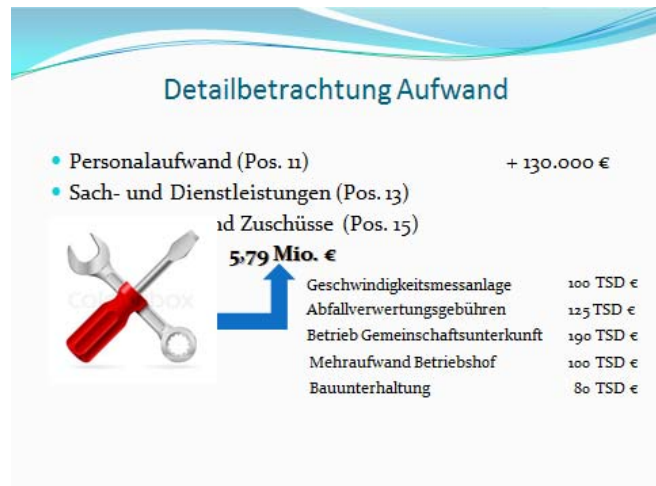 Detailbetrachtung Aufwand
• Personalaufwand (Pos. 11) + 130.000 €
• Sach- und Dienstleistungen (Pos. 13)
d Zuschüsse (Pos. 15)
5,79 Mio. €
Geschwindigkeitsmessanlage 100 TSD €
Abfallverwertungsgebühren 125 TSD €
Betrieb Gemeinschaftsunterkunft 190 TSD €
Mehraufwand Betriebshof 100 TSD €
Bauunterhaltung 80 TSD €